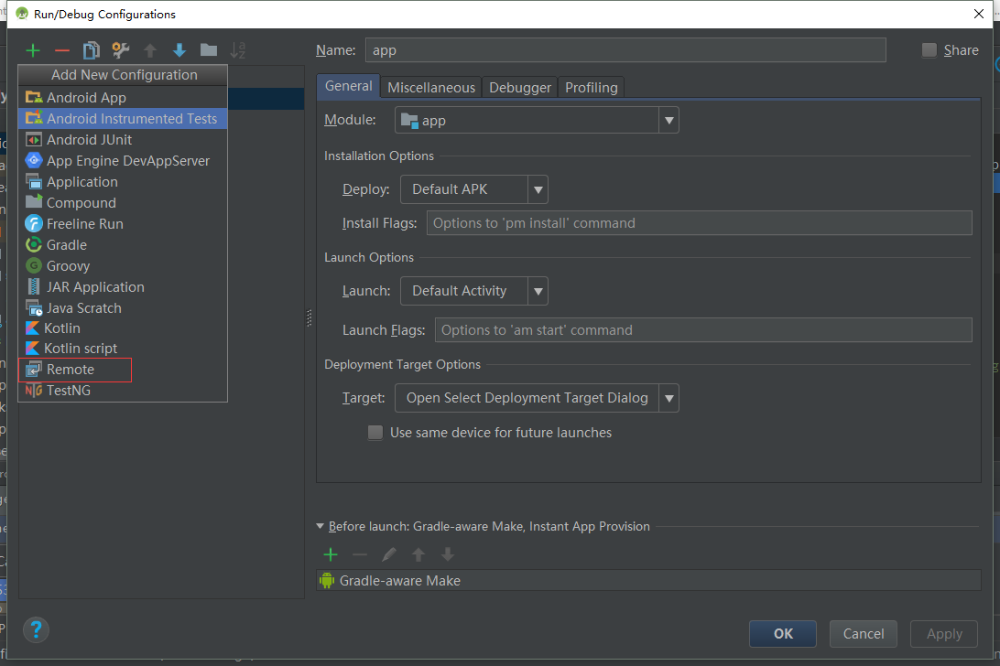 Run/Debug Configurations
Name: app
Share
Add New Configuration
Android App
Android Instrumented Tests
Android JUnit
App Engine DevAppServer
Application
Compound
Freeline Run
Gradle
Groovy
JAR Application
Java Scratch
Kotlin
Kotlin script
Remote
TestNG
General Miscellaneous Debugger Profiling
Module: app
Installation Options
Deploy: Default APK
Install Flags: Options to 'pm install' command
Launch Options
Launch: Default Activity
Launch Flags: Options to 'am start' command
Deployment Target Options
Target: Open Select Deployment Target Dialog
Use same device for future launches
Before launch: Gradle-aware Make, Instant App Provision
Gradle-aware Make
?
OK Cancel Apply